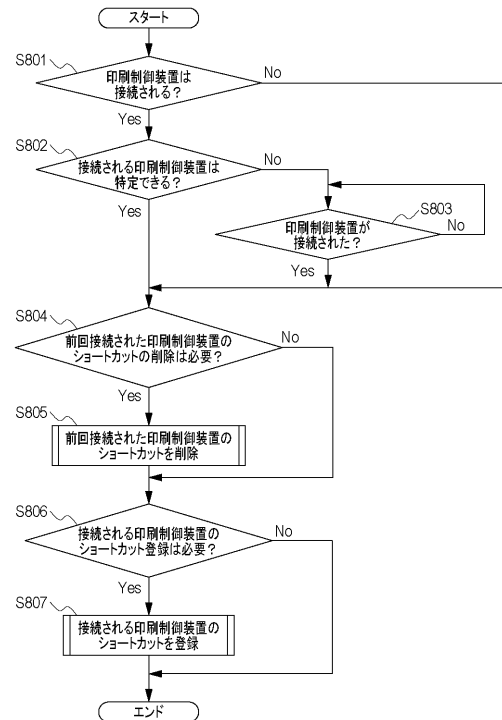 スタート
S801
印刷制御装置は
接続される？
No
Yes
S802
接続される印刷制御装置は
特定できる？
No
Yes
S803
印刷制御装置が
接続された？
No
Yes
S804
前回接続された印刷制御装置の
ショートカットの削除は必要？
No
Yes
S805
前回接続された印刷制御装置の
ショートカットを削除
S806
接続される印刷制御装置の
ショートカット登録は必要？
No
Yes
S807
接続される印刷制御装置の
ショートカットを登録
エンド